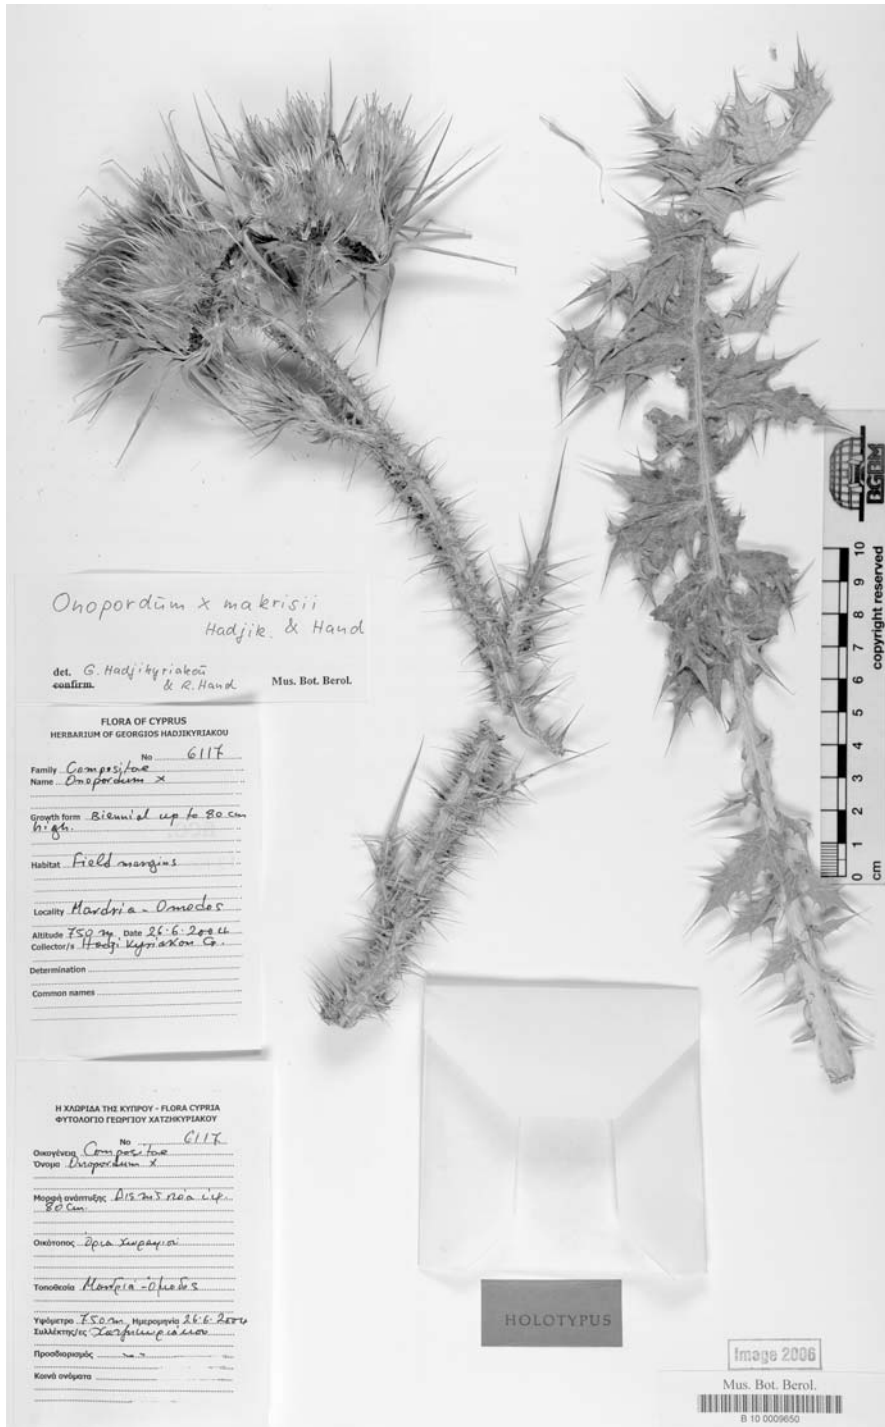 Onopordum x makrisii
Hadjik. & Hand
det. G. Hadjikyriakou
confirm. & R. Hand Mus. Bot. Berol.
FLORA OF CYPRUS
HERBARIUM OF GEORGIOS HADJIKYRIAKOU
No 6117
Family Compositae
Name Onopordum x
Growth form Biennial up to 80 cm
high.
Habitat Field margins
Locality Mandria - Omodos
Altitude 750 m Date 26.6.2004
Collector/s Hadjikyriakou G.
Determination
Common names
Η ΧΛΩΡΙΔΑ ΤΗΣ ΚΥΠΡΟΥ - FLORA CYPRIA
ΦΥΤΟΛΟΓΙΟ ΓΕΩΡΓΙΟΥ ΧΑΤΖΗΚΥΡΙΑΚΟΥ
No 6117
Οικογένεια Compositae
Όνομα Onopordum x
Μορφή ανάπτυξης
80 cm.
Οικότοπος Όρια χωραφιού
Τοποθεσία Μανδριά - Όμοδος
Υψόμετρο 750 m Ημερομηνία 26.6.2004
Συλλέκτης/ες Χατζηκυριάκου
Προσδιορισμός
Κοινά ονόματα
BGBM
copyright reserved
10
9
8
7
6
5
4
3
2
1
0
cm
HOLOTYPUS
Image 2006
Mus. Bot. Berol.
B 10 0009650